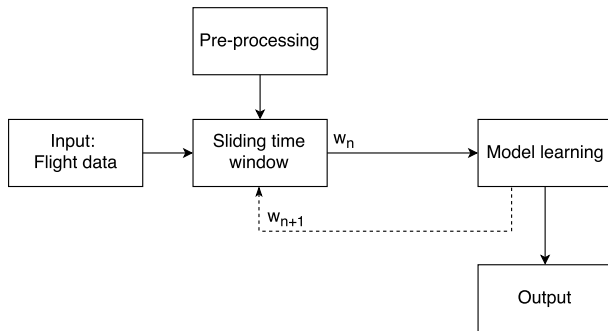 Pre-processing
Input:
Flight data
Sliding time
window
wₙ
Model learning
wₙ₊₁
Output